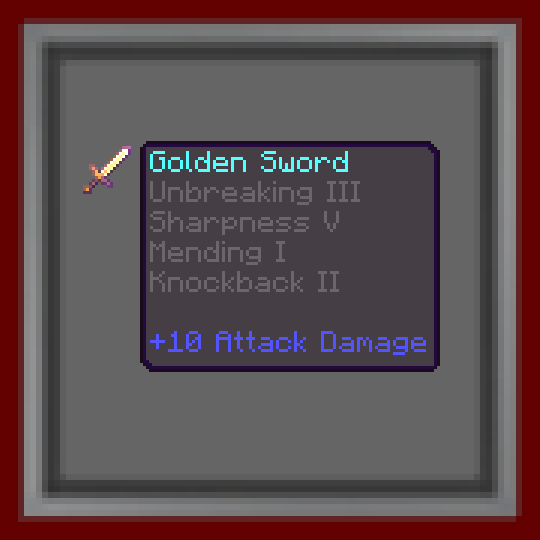 Golden Sword
Unbreaking III
Sharpness V
Mending I
Knockback II
+10 Attack Damage